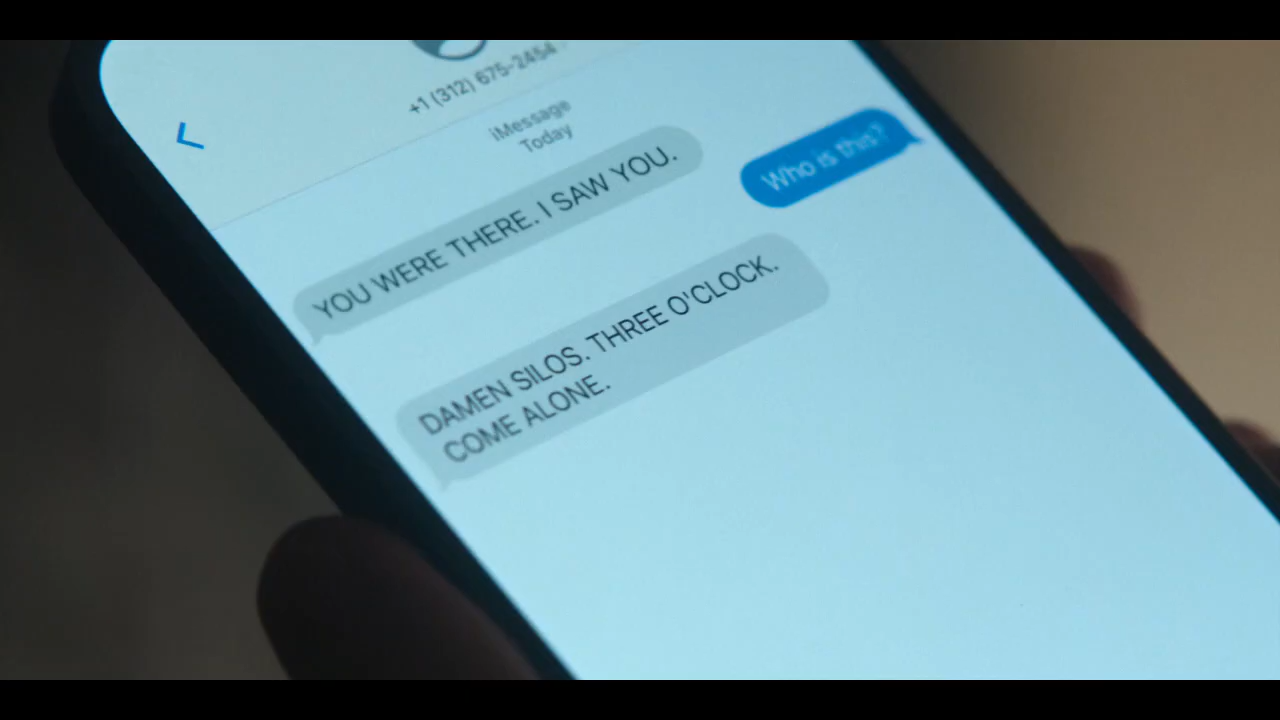 +1 (312) 675-2454
iMessage
Today
YOU WERE THERE. I SAW YOU.
Who is this?
DAMEN SILOS. THREE O'CLOCK.
COME ALONE.